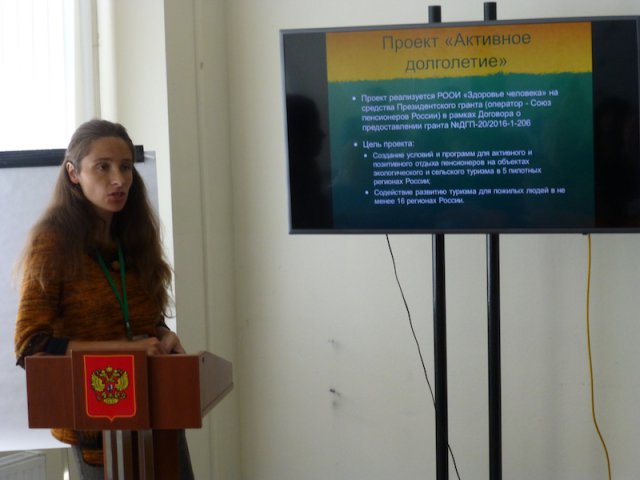 Проект «Активное
долголетие»
Проект реализуется РООИ «Здоровье человека» на
средства Президентского гранта (оператор - Союз
пенсионеров России) в рамках Договора о
предоставлении гранта №ДГП-20/2016-1-206
Цель проекта:
Создание условий и программ для активного и
позитивного отдыха пенсионеров на объектах
экологического и сельского туризма в 5 пилотных
регионах России;
Содействие развитию туризма для пожилых людей в не
менее 16 регионах России.